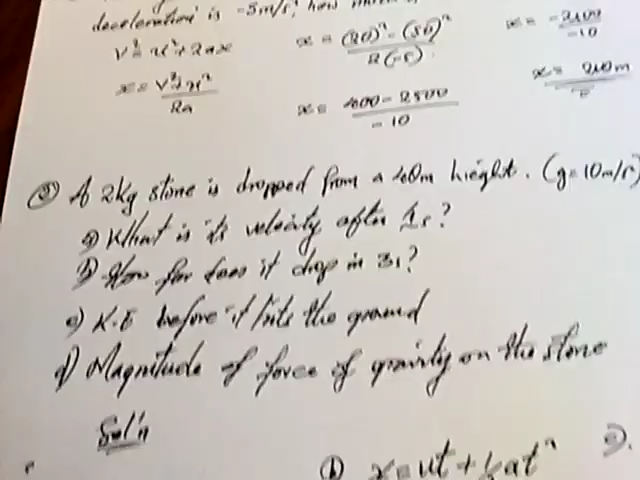 deceleration is -5m/s², how
v² = u² + 2ax
x = v² - u² / 2a
x = (20)² - (50)² / 2(-5)
x = 400 - 2500 / -10
x = -2100 / -10
x = 210m
③ A 2kg stone is dropped from a 40m height. (g=10m/s
a) What is its velocity after 1s?
b) How far does it drop in 3s?
c) K.E before it hits the ground
d) Magnitude of force of gravity on the stone
Sol'n
(b) x = ut + ½at²
c).